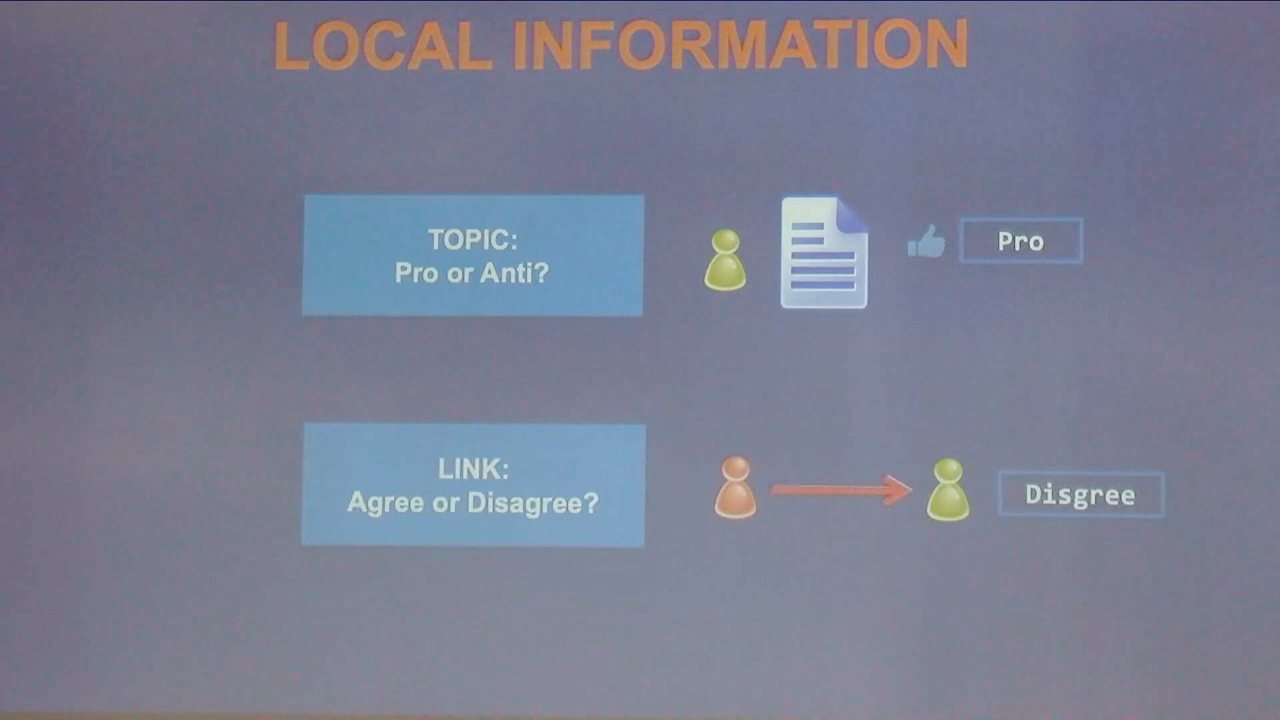 LOCAL INFORMATION
TOPIC:
Pro or Anti?
Pro
LINK:
Agree or Disagree?
Disgree